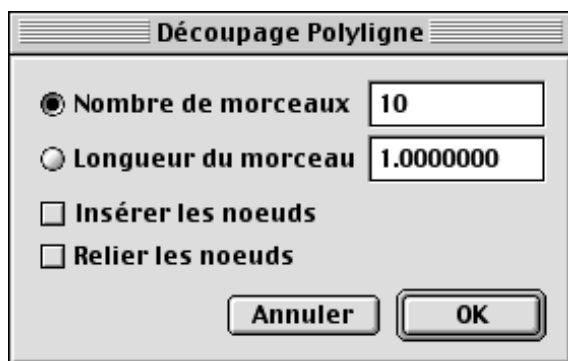 Découpage Polyligne
Nombre de morceaux 10
Longueur du morceau 1.0000000
Insérer les noeuds
Relier les noeuds
Annuler OK